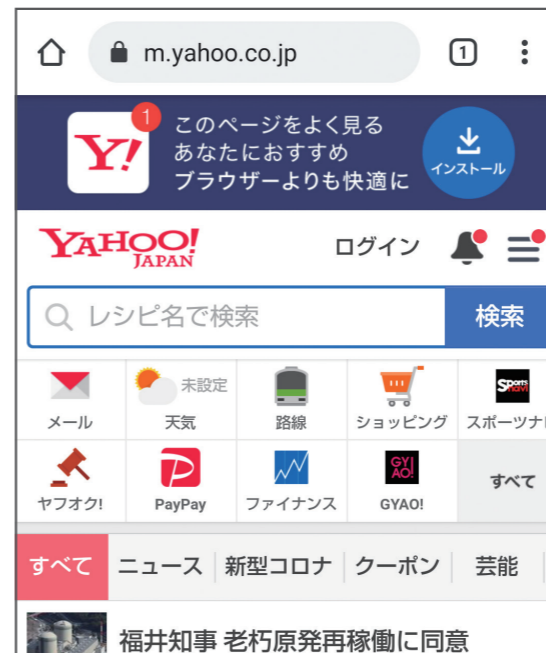 m.yahoo.co.jp
1
1
このページをよく見る
あなたにおすすめ
ブラウザーよりも快適に
インストール
Y!
YAHOO!
JAPAN
ログイン
レシピ名で検索
検索
未設定
Sports navi
メール
天気
路線
ショッピング
スポーツナビ
GYAO!
すべて
ヤフオク!
PayPay
ファイナンス
GYAO!
すべて
ニュース
新型コロナ
クーポン
芸能
福井知事 老朽原発再稼働に同意